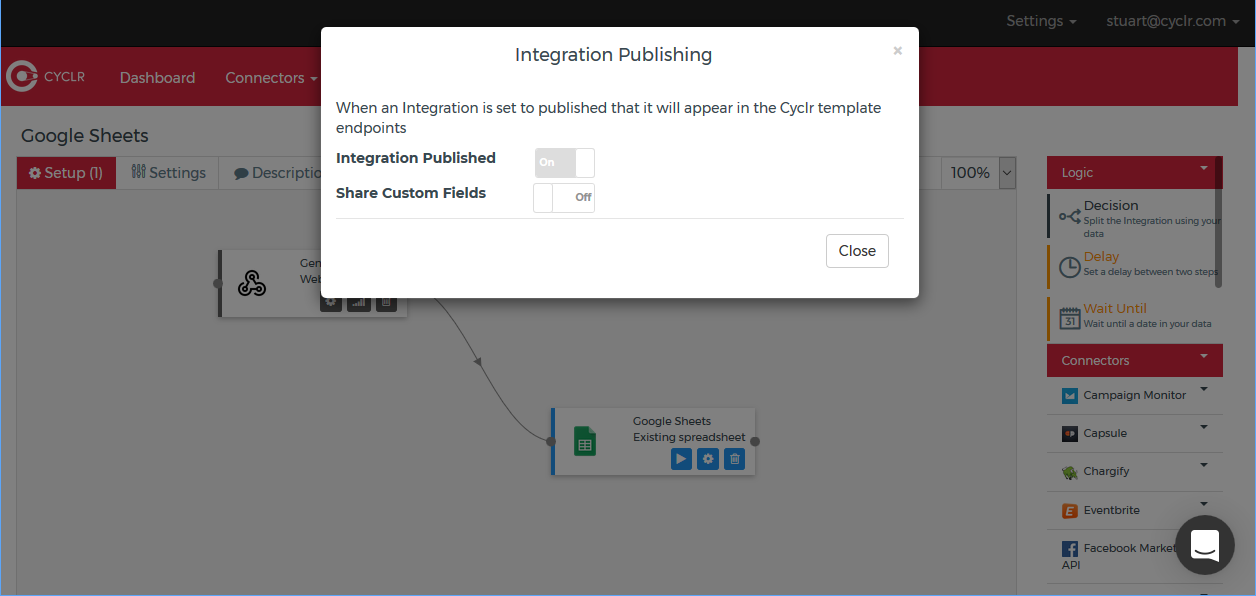 Settings
stuart@cyclr.com
Integration Publishing
×
CYCLR
Dashboard
Connectors
When an Integration is set to published that it will appear in the Cyclr template
endpoints
Integration Published
On
Share Custom Fields
Off
Close
Google Sheets
Setup (1)
Settings
Descriptio
100%
Gen
Web
Google Sheets
Existing spreadsheet
Logic
Decision
Split the Integration using your
data
Delay
Set a delay between two steps
31
Wait Until
Wait until a date in your data
Connectors
Campaign Monitor
Capsule
Chargify
E
Eventbrite
f
Facebook Market
API